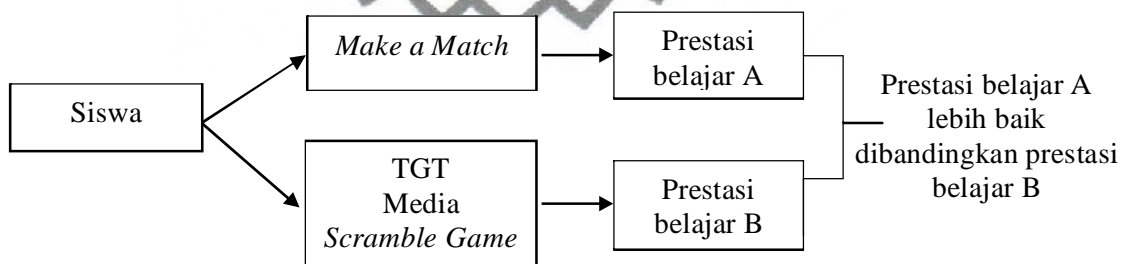 Siswa
Make a Match
TGT
Media
Scramble Game
Prestasi
belajar A
Prestasi
belajar B
Prestasi belajar A
lebih baik
dibandingkan prestasi
belajar B